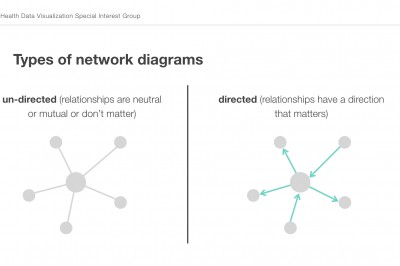 Health Data Visualization Special Interest Group
Types of network diagrams
un-directed (relationships are neutral
or mutual or don't matter)
directed (relationships have a direction
that matters)